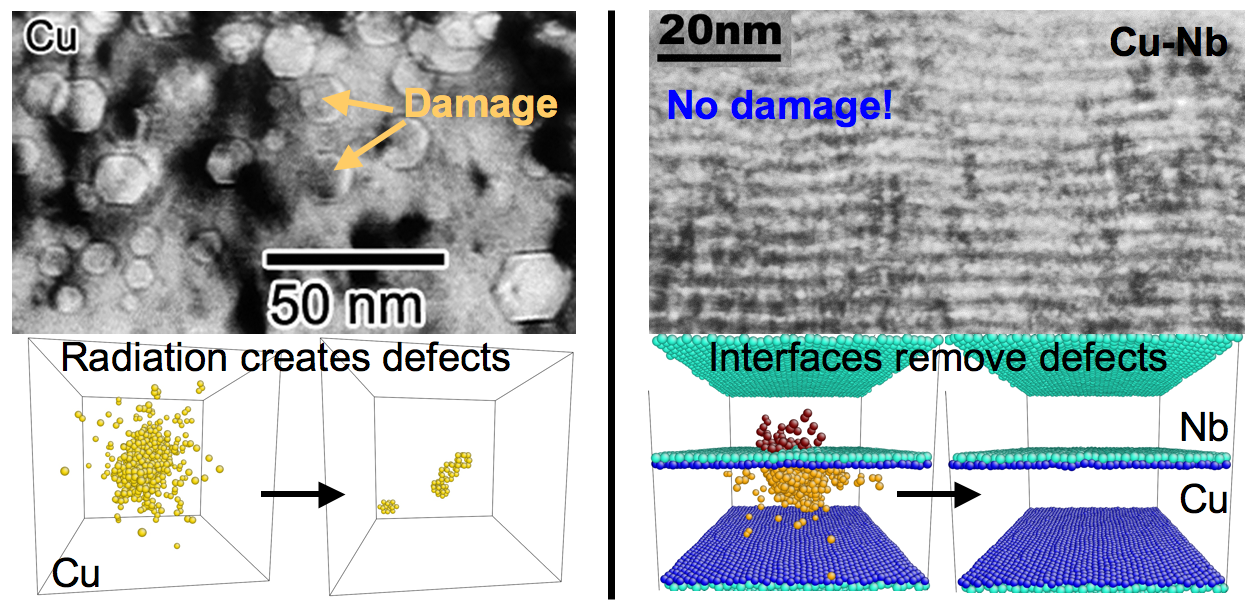 Cu
Damage
50 nm
Radiation creates defects
Cu
20nm
Cu-Nb
No damage!
Interfaces remove defects
Nb
Cu